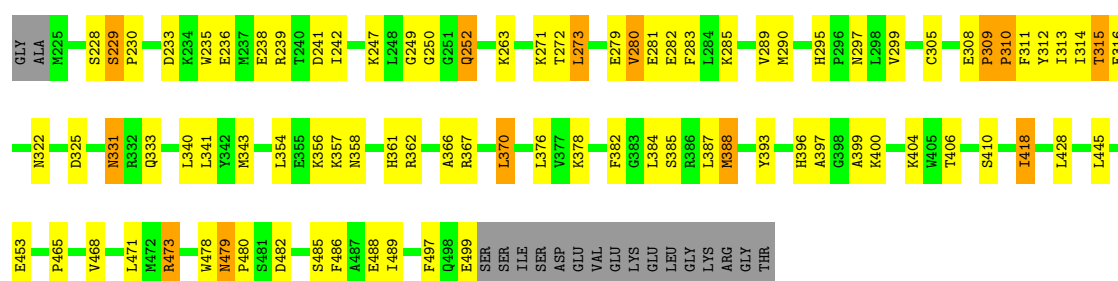 GLY ALA M225 S228 S229 P230 D233 K234 W235 E236 M237 E238 R239 T240 D241 I242 K247 L248 G249 G250 G251 Q252 K263 K271 T272 L273 E279 V280 E281 E282 F283 L284 K285 V289 M290 H295 P296 N297 L298 V299 C305 E308 P309 P310 F311 Y312 I313 I314 T315
N322 D325 N331 R332 Q333 L340 L341 Y342 M343 L354 E355 K356 K357 N358 H361 R362 A366 R367 L370 L376 V377 K378 F382 G383 L384 S385 R386 L387 M388 Y393 H396 A397 G398 A399 K400 K404 W405 T406 S410 I418 L428 L445
E453 P465 V468 L471 M472 R473 W478 N479 P480 S481 D482 S485 F486 A487 E488 I489 F497 Q498 E499 SER SER ILE SER ASP GLU VAL GLU LYS GLU LEU GLY LYS ARG GLY THR